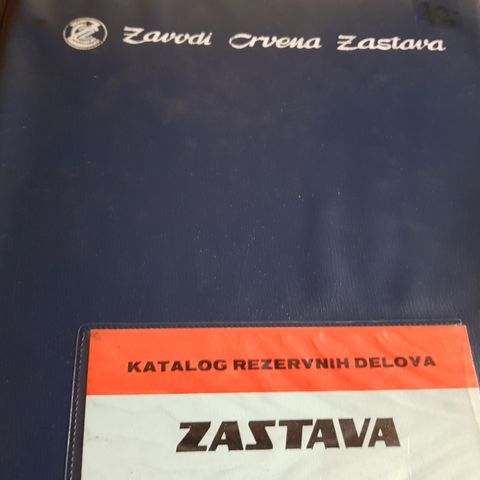 Zavodi Crvena Zastava
KATALOG REZERVNIH DELOVA
ZASTAVA